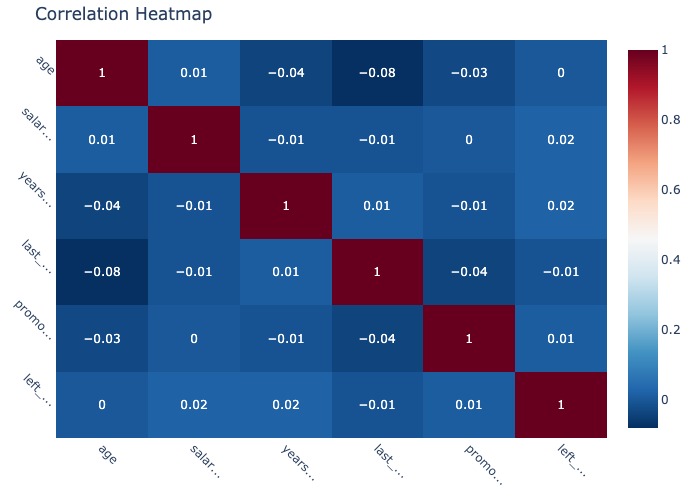 Correlation Heatmap
age 1 0.01 −0.04 −0.08 −0.03 0 1
salar... 0.01 1 −0.01 −0.01 0 0.02 0.8
years... −0.04 −0.01 1 0.01 −0.01 0.02 0.6
last_... −0.08 −0.01 0.01 1 −0.04 −0.01 0.4
promo... −0.03 0 −0.01 −0.04 1 0.01 0.2
left_... 0 0.02 0.02 −0.01 0.01 1 0
age salar... years... last_... promo... left_...